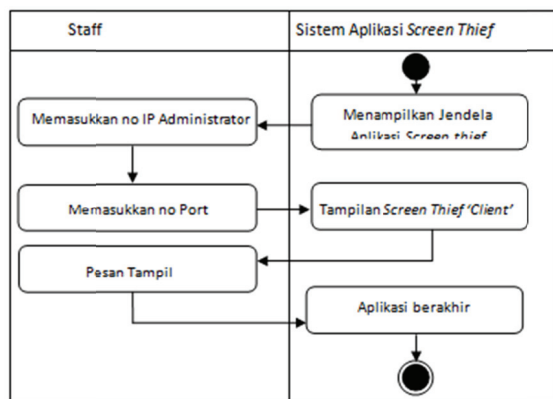 Staff
Sistem Aplikasi Screen Thief
Menampilkan Jendela
Aplikasi Screen thief
Memasukkan no IP Administrator
Memasukkan no Port
Tampilan Screen Thief 'Client'
Pesan Tampil
Aplikasi berakhir